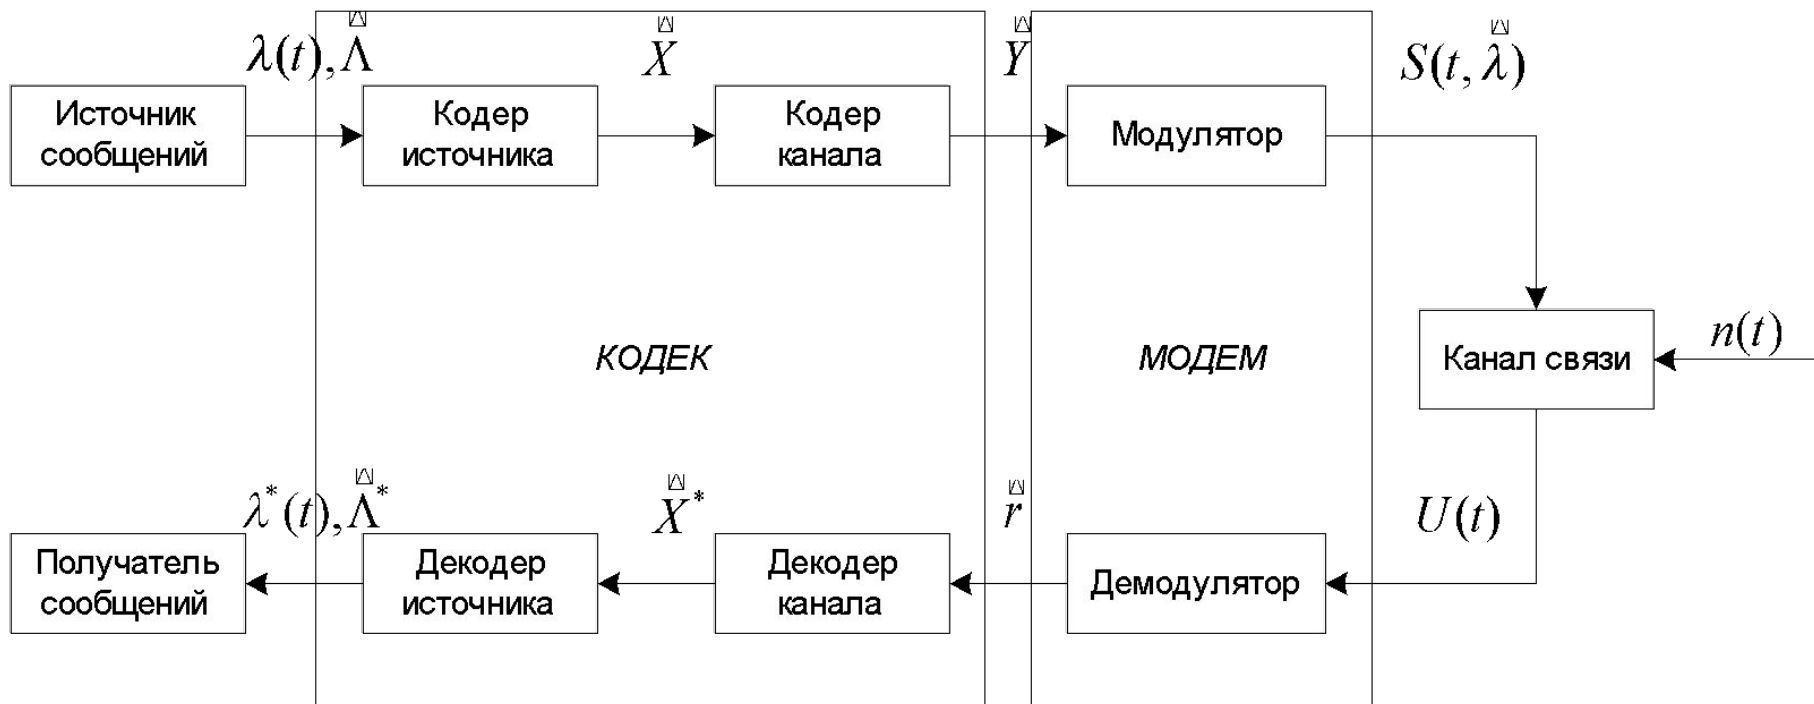 λ(t), Λ⃗
X⃗
Y⃗
S(t, λ⃗)
Источник
сообщений
Кодер
источника
Кодер
канала
Модулятор
КОДЕК
МОДЕМ
Канал связи
n(t)
λ*(t), Λ⃗*
X⃗*
r⃗
U(t)
Получатель
сообщений
Декодер
источника
Декодер
канала
Демодулятор